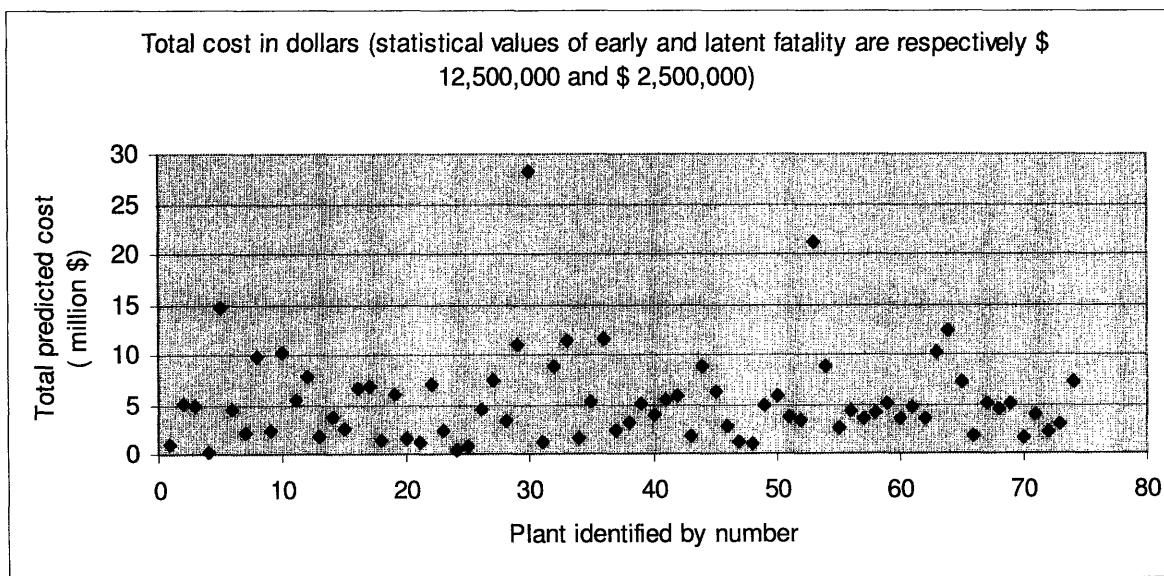 Total cost in dollars (statistical values of early and latent fatality are respectively $
12,500,000 and $ 2,500,000)
Total predicted cost
( million $)
30
25
20
15
10
5
0
0 10 20 30 40 50 60 70 80
Plant identified by number